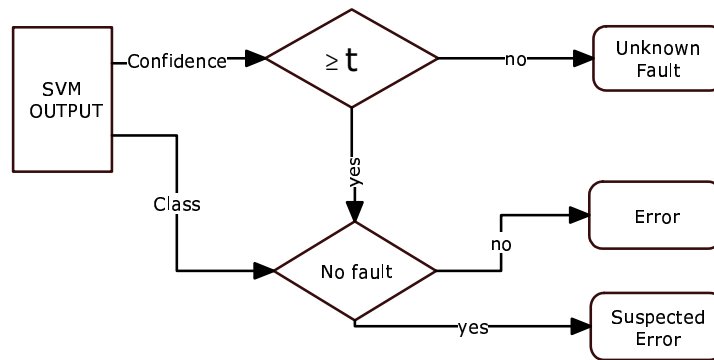 SVM
OUTPUT
Confidence
≥ t
no
Unknown
Fault
yes
Class
No fault
no
Error
yes
Suspected
Error